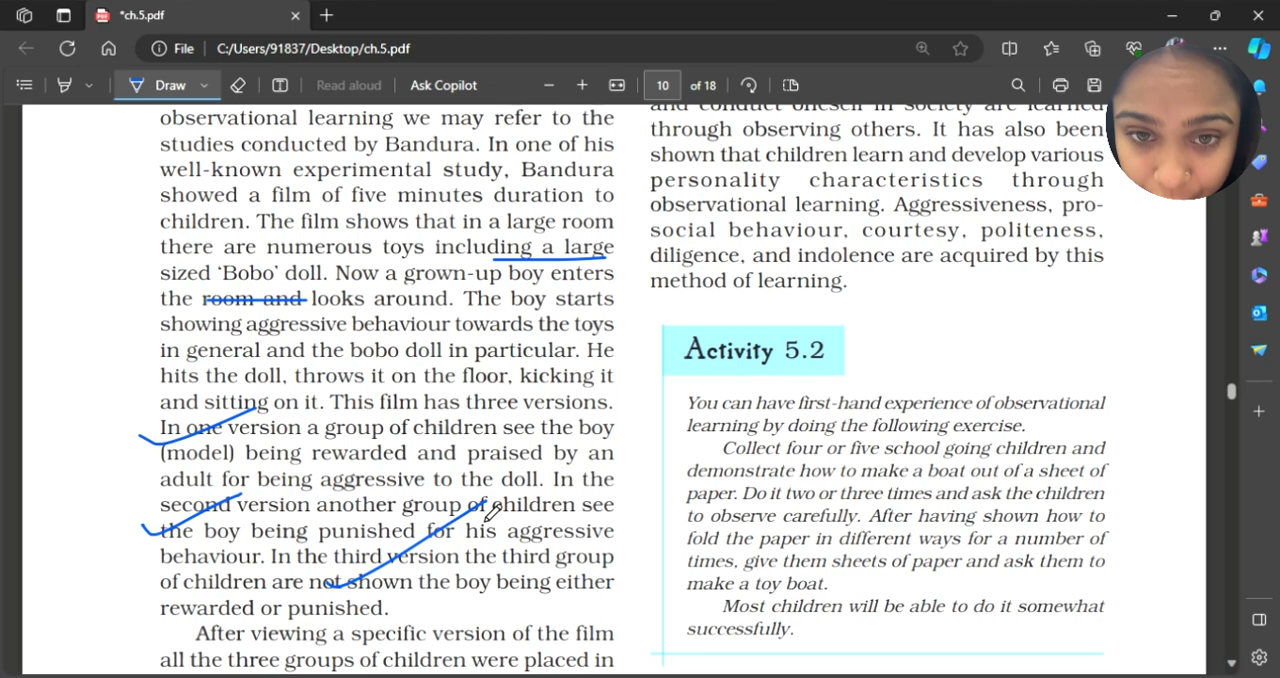 *ch.5.pdf
File
C:/Users/91837/Desktop/ch.5.pdf
Draw
Read aloud
Ask Copilot
10
of 18
observational learning we may refer to the
studies conducted by Bandura. In one of his
well-known experimental study, Bandura
showed a film of five minutes duration to
children. The film shows that in a large room
there are numerous toys including a large
sized ‘Bobo’ doll. Now a grown-up boy enters
the room and looks around. The boy starts
showing aggressive behaviour towards the toys
in general and the bobo doll in particular. He
hits the doll, throws it on the floor, kicking it
and sitting on it. This film has three versions.
In one version a group of children see the boy
(model) being rewarded and praised by an
adult for being aggressive to the doll. In the
second version another group of children see
the boy being punished for his aggressive
behaviour. In the third version the third group
of children are not shown the boy being either
rewarded or punished.
After viewing a specific version of the film
all the three groups of children were placed in
and conduct oneself in society are learned
through observing others. It has also been
shown that children learn and develop various
personality characteristics through
observational learning. Aggressiveness, pro-
social behaviour, courtesy, politeness,
diligence, and indolence are acquired by this
method of learning.
Activity 5.2
You can have first-hand experience of observational
learning by doing the following exercise.
Collect four or five school going children and
demonstrate how to make a boat out of a sheet of
paper. Do it two or three times and ask the children
to observe carefully. After having shown how to
fold the paper in different ways for a number of
times, give them sheets of paper and ask them to
make a toy boat.
Most children will be able to do it somewhat
successfully.